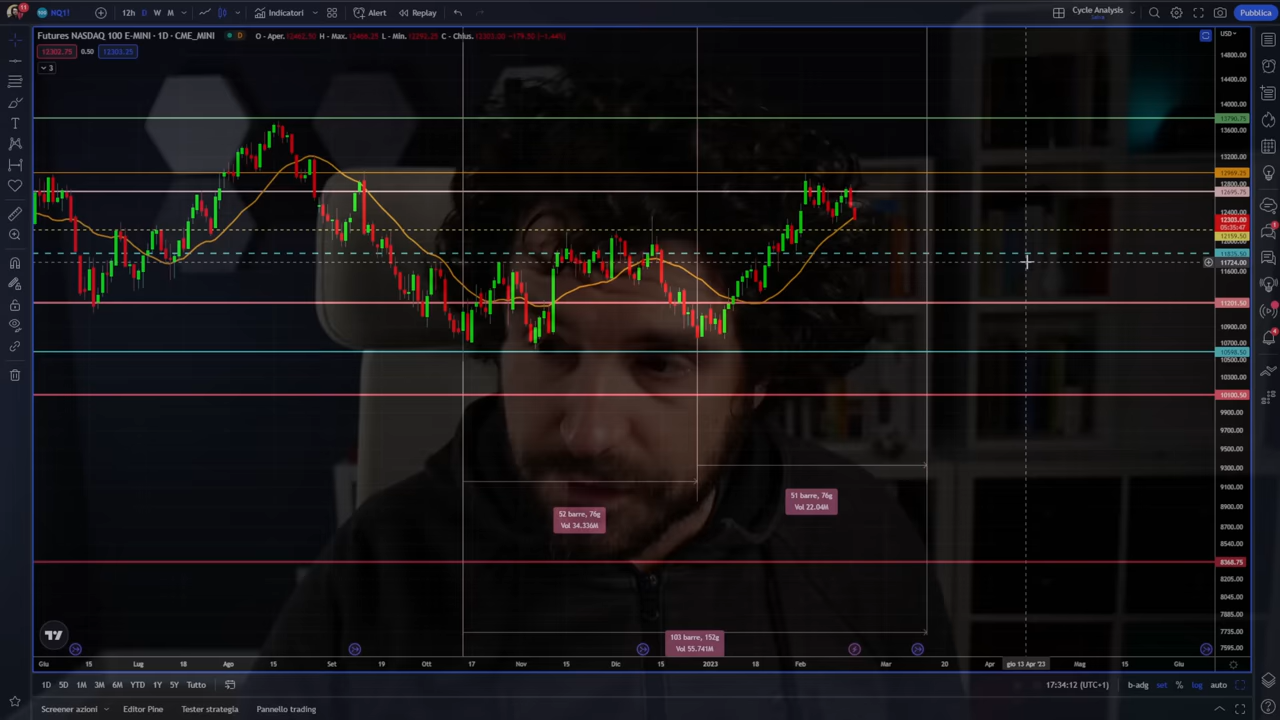 11
NQ1!
12h D W M
Indicatori
Alert
Replay
Cycle Analysis
Salva
Pubblica
Futures NASDAQ 100 E-MINI · 1D · CME_MINI
D
O - Aper. 12462.50 H - Max. 12466.25 L - Min. 12292.25 C - Chius. 12303.00 −179.50 (−1.44%)
12302.75 0.50 12303.25
3
USD
14800.00
14400.00
14000.00
13790.75
13600.00
13200.00
12969.25
12800.00
12695.75
12400.00
12303.00
05:35:47
12159.50
11724.00
11600.00
11201.50
10900.00
10700.00
10598.50
10500.00
10300.00
10100.50
9900.00
9700.00
9500.00
9300.00
9100.00
8900.00
8700.00
8540.00
8368.75
8205.00
8045.00
7885.00
7735.00
7595.00
51 barre, 76g
Vol 22.04M
52 barre, 76g
Vol 34.336M
103 barre, 152g
Vol 55.741M
Giu 15 Lug 18 Ago 15 Set 19 Ott 17 Nov 15 Dic 15 2023 18 Feb Mar 20 Apr gio 13 Apr '23 Mag 15 Giu
1D 5D 1M 3M 6M YTD 1Y 5Y Tutto
17:34:12 (UTC+1) b-adg set % log auto
Screener azioni Editor Pine Tester strategia Pannello trading